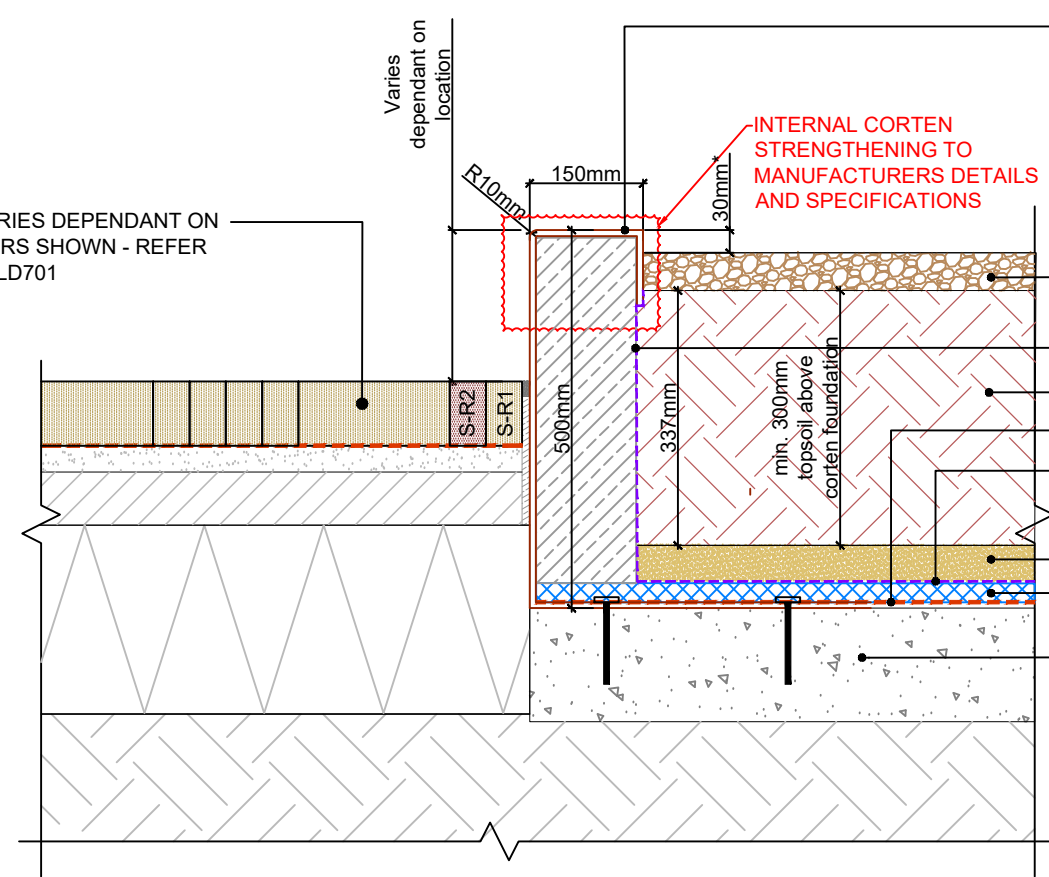 Varies
dependant on
location
INTERNAL CORTEN
STRENGTHENING TO
MANUFACTURERS DETAILS
AND SPECIFICATIONS
150mm
R10mm
30mm
RIES DEPENDANT ON
RS SHOWN - REFER
LD701
S-R2
S-R1
500mm
337mm
min. 300mm
topsoil above
corten foundation